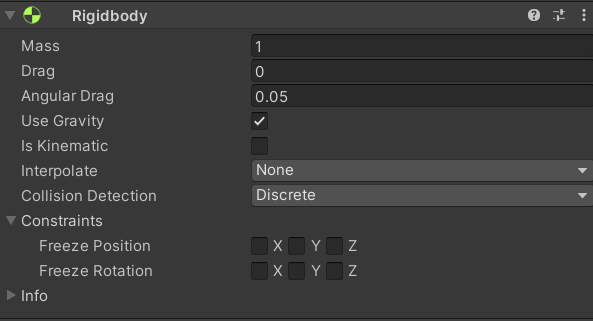 Rigidbody
Mass 1
Drag 0
Angular Drag 0.05
Use Gravity
Is Kinematic
Interpolate None
Collision Detection Discrete
Constraints
Freeze Position X Y Z
Freeze Rotation X Y Z
Info